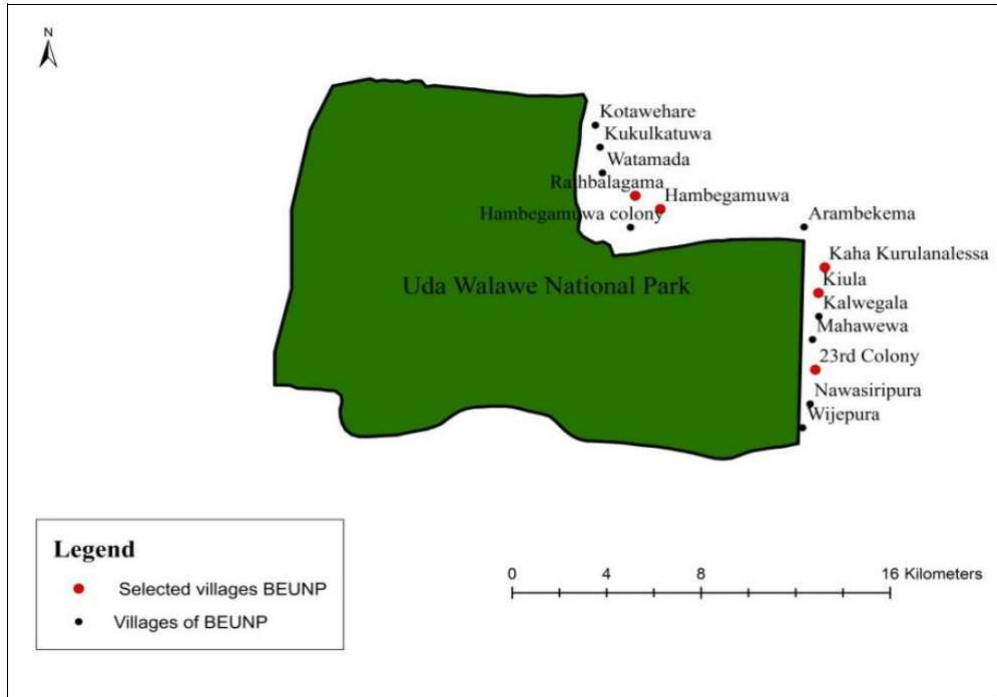 N
Kotawehare
Kukulkatuwa
Watamada
Rathbalagama
Hambegamuwa
Hambegamuwa colony
Arambekema
Kaha Kurulanalessa
Kiula
Uda Walawe National Park
Kalwegala
Mahawewa
23rd Colony
Nawasiripura
Wijepura
Legend
Selected villages BEUNP
Villages of BEUNP
0 4 8 16 Kilometers